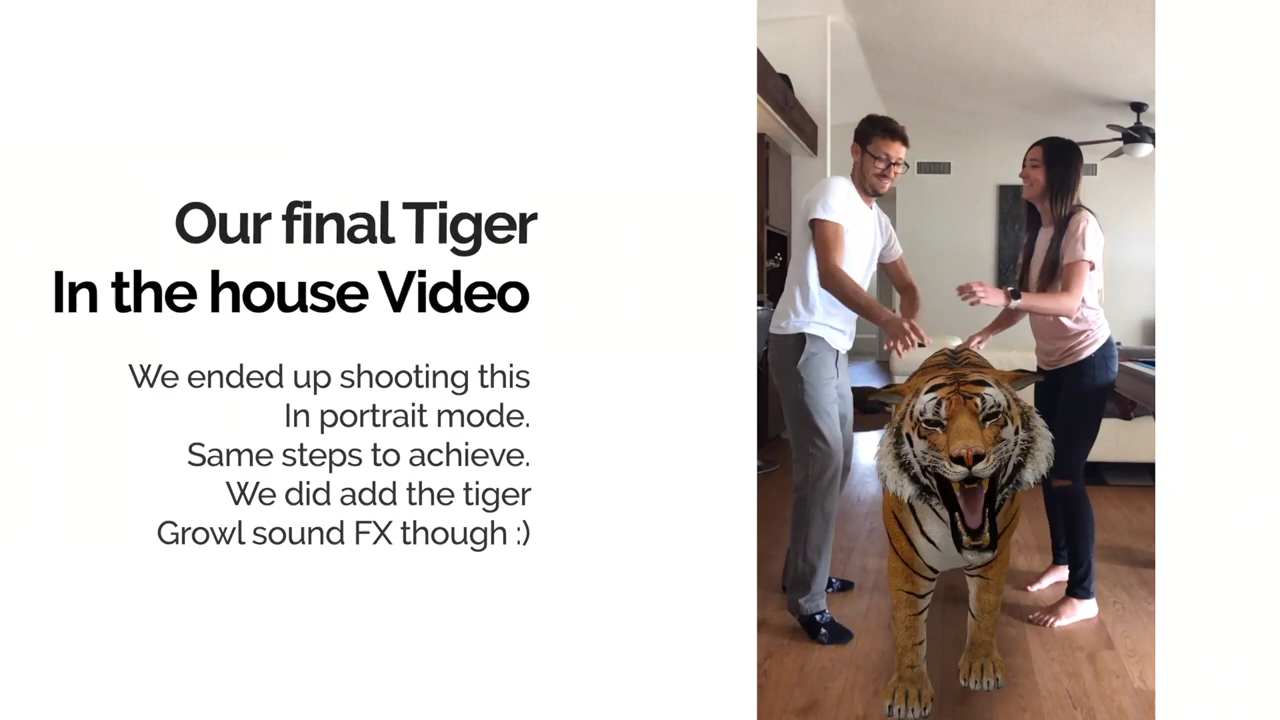 Our final Tiger
In the house Video
We ended up shooting this
In portrait mode.
Same steps to achieve.
We did add the tiger
Growl sound FX though :)